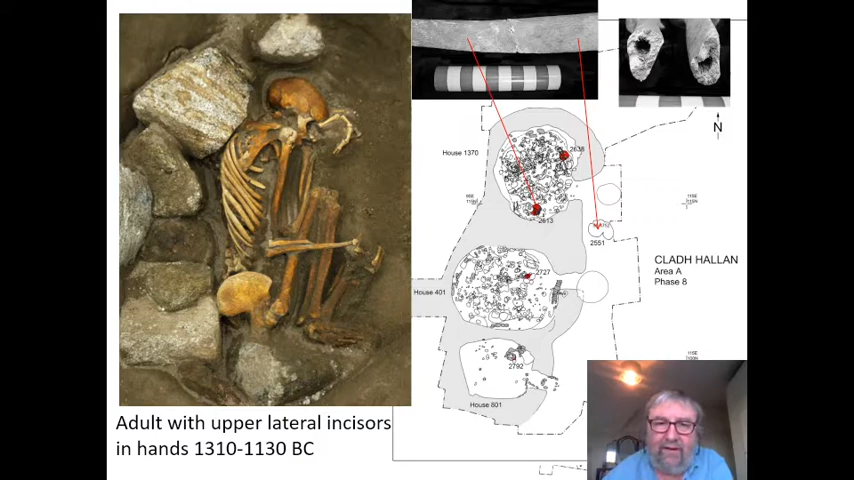 Adult with upper lateral incisors
in hands 1310-1130 BC
N
House 1370
2638
2613
2551
CLADH HALLAN
Area A
Phase 8
2727
House 401
2792
House 801